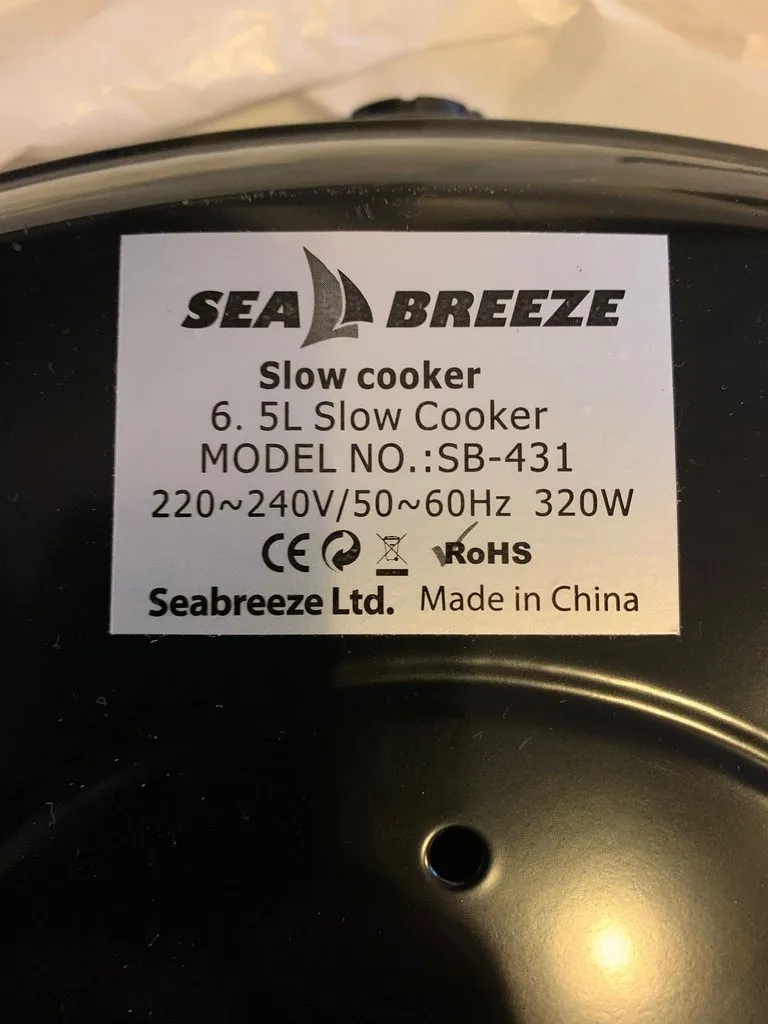 SEA BREEZE
Slow cooker
6. 5L Slow Cooker
MODEL NO.:SB-431
220~240V/50~60Hz 320W
CE RoHS
Seabreeze Ltd. Made in China